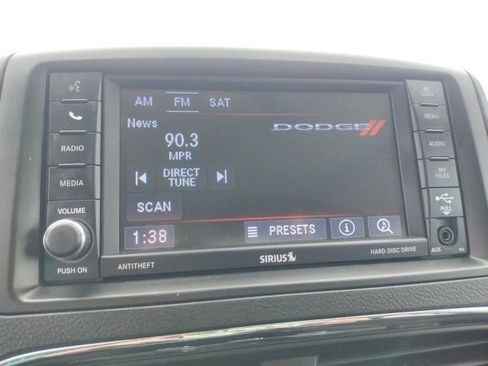 AM FM SAT
News
90.3
MPR
DIRECT
TUNE
SCAN
DODGE
1:38
PRESETS
RADIO
MEDIA
VOLUME
PUSH ON
ANTITHEFT
SIRIUS
HARD DISC DRIVE
LOAD
MENU
AUDIO
MY
FILES
PULL
AUX